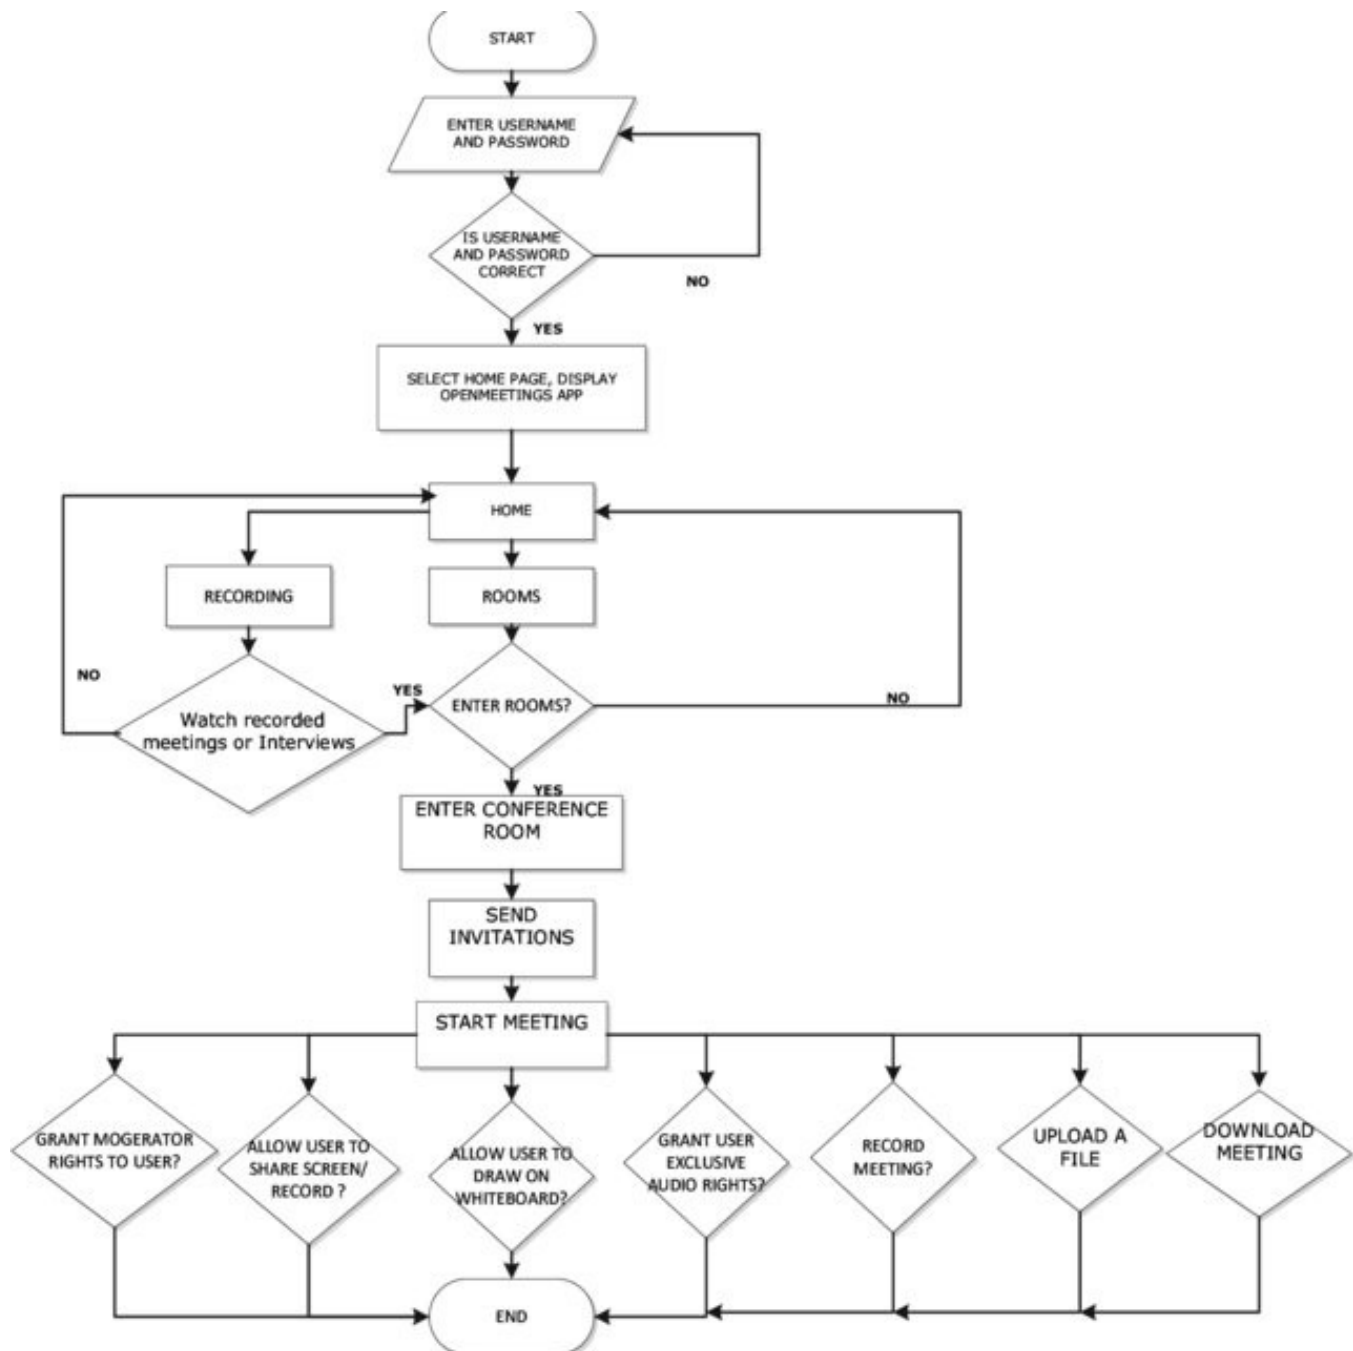 START
ENTER USERNAME
AND PASSWORD
IS USERNAME
AND PASSWORD
CORRECT
NO
YES
SELECT HOME PAGE, DISPLAY
OPENMEETINGS APP
HOME
RECORDING
ROOMS
NO
YES
ENTER ROOMS?
NO
Watch recorded
meetings or Interviews
YES
ENTER CONFERENCE
ROOM
SEND
INVITATIONS
START MEETING
GRANT MOGERATOR
RIGHTS TO USER?
ALLOW USER TO
SHARE SCREEN/
RECORD ?
ALLOW USER TO
DRAW ON
WHITEBOARD?
GRANT USER
EXCLUSIVE
AUDIO RIGHTS?
RECORD
MEETING?
UPLOAD A
FILE
DOWNLOAD
MEETING
END